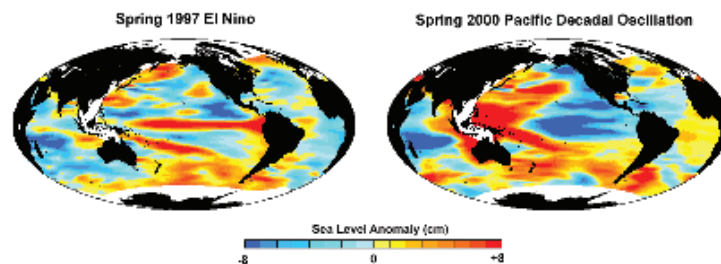 Spring 1997 El Nino
Spring 2000 Pacific Decadal Oscillation
Sea Level Anomaly (cm)
-8 0 +8